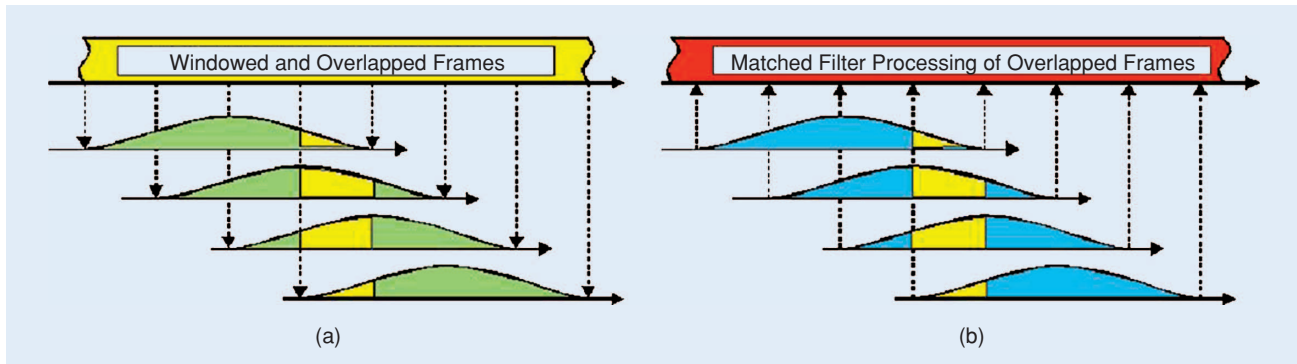 Windowed and Overlapped Frames
Matched Filter Processing of Overlapped Frames
(a)
(b)